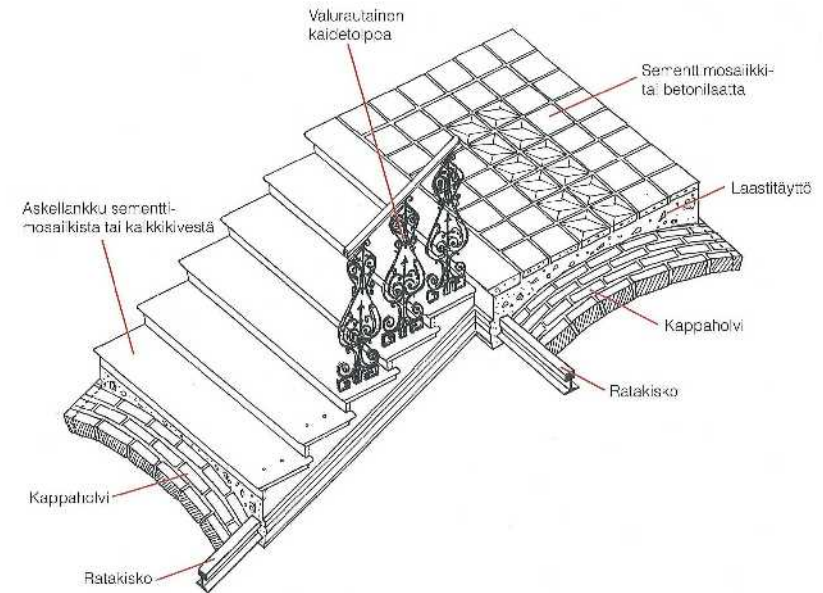 Valurautainen
kaidetolppa
Sementtimosaiikki-
tai betonilaatta
Laastitäyttö
Askellankku sementti-
mosaiikista tai kalkkikivestä
Kappaholvi
Ratakisko
Kappaholvi
Ratakisko